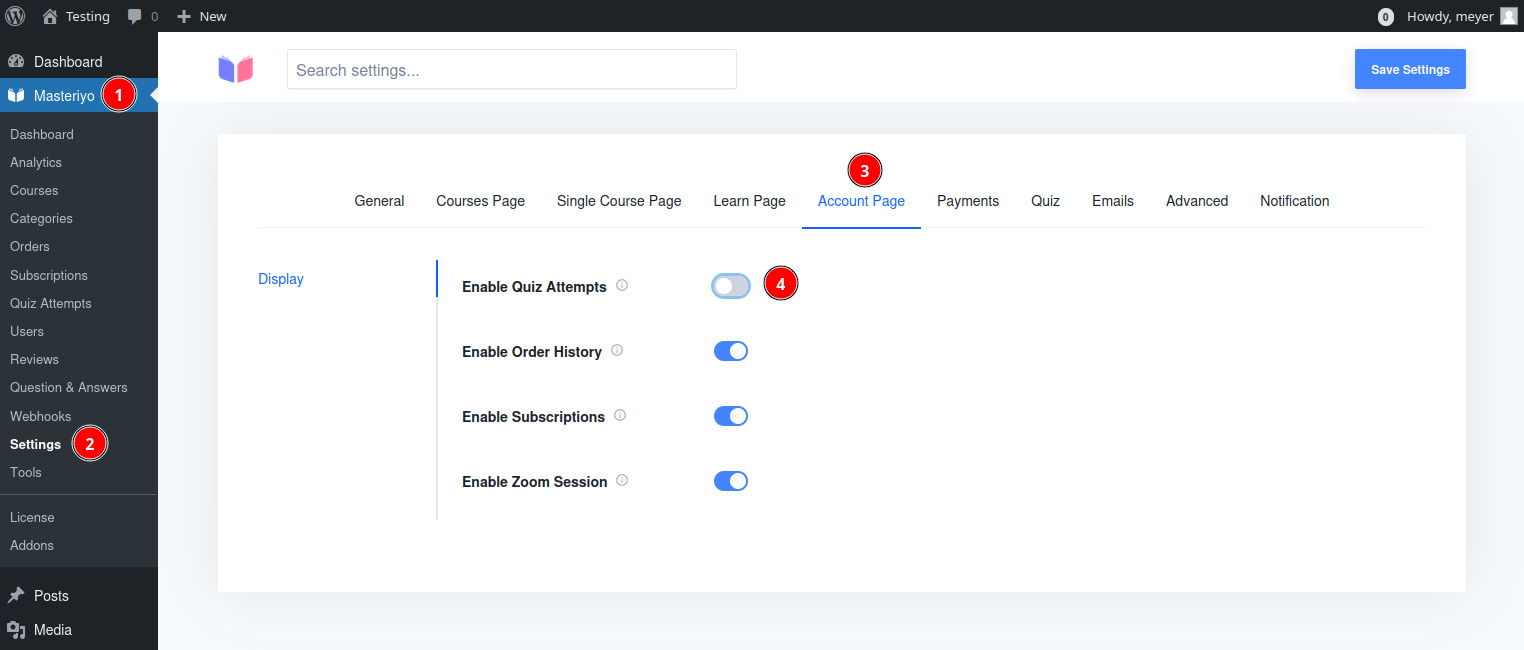 Testing 0 New 0 Howdy, meyer
Dashboard
Masteriyo 1
Dashboard
Analytics
Courses
Categories
Orders
Subscriptions
Quiz Attempts
Users
Reviews
Question & Answers
Webhooks
Settings 2
Tools
License
Addons
Posts
Media
Search settings... Save Settings
3
General Courses Page Single Course Page Learn Page Account Page Payments Quiz Emails Advanced Notification
Display
Enable Quiz Attempts 4
Enable Order History
Enable Subscriptions
Enable Zoom Session